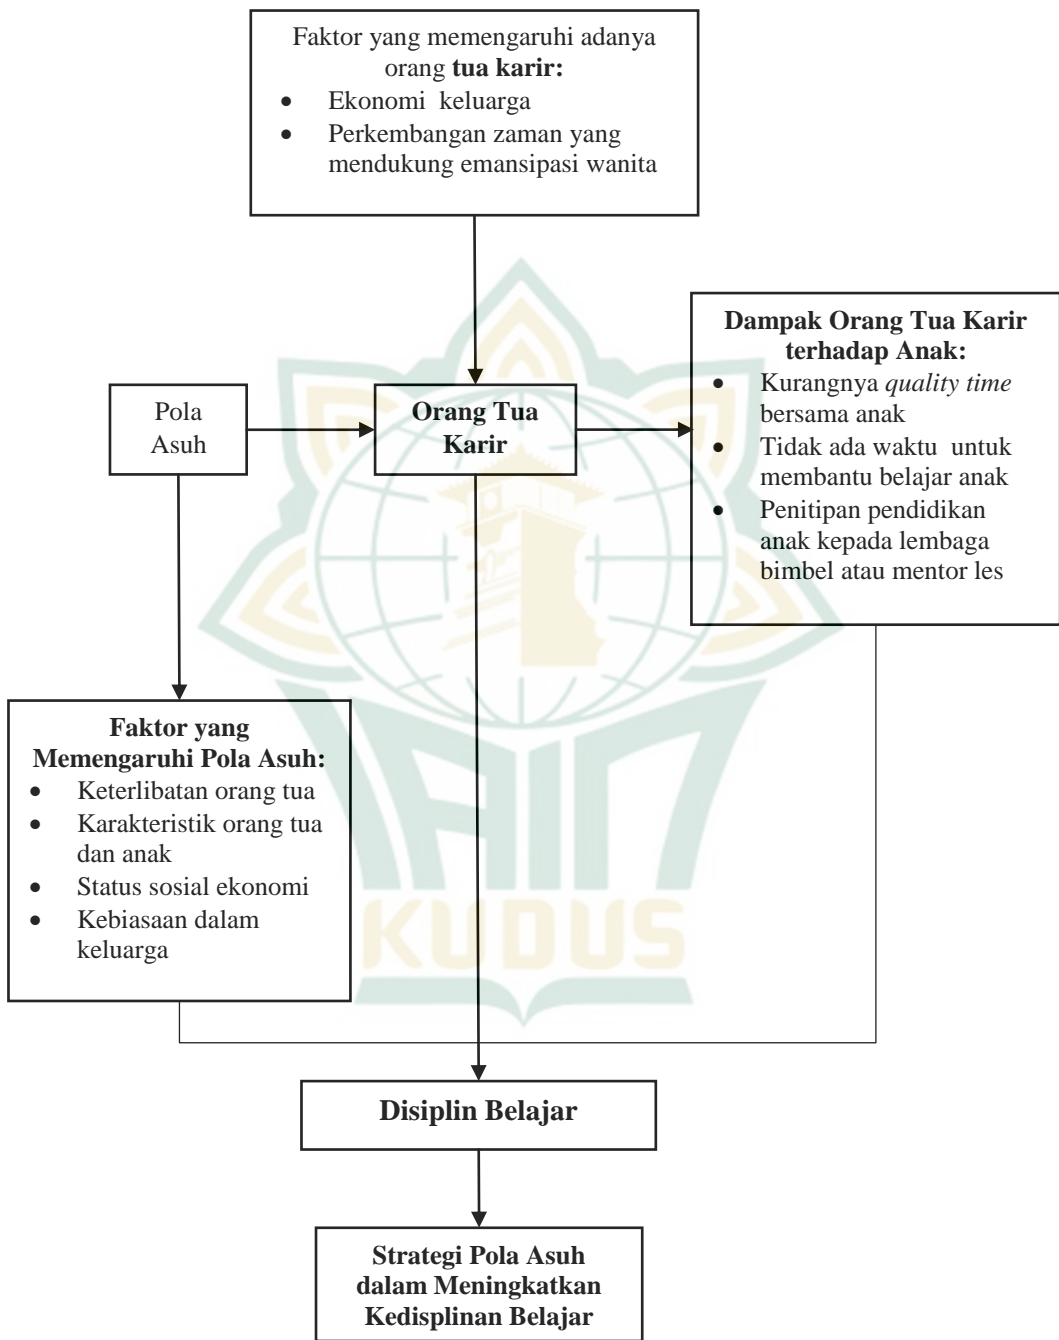 Faktor yang memengaruhi adanya
orang tua karir:
• Ekonomi keluarga
• Perkembangan zaman yang
mendukung emansipasi wanita
Dampak Orang Tua Karir
terhadap Anak:
• Kurangnya quality time
bersama anak
• Tidak ada waktu untuk
membantu belajar anak
• Penitipan pendidikan
anak kepada lembaga
bimbel atau mentor les
Pola
Asuh
Orang Tua
Karir
Faktor yang
Memengaruhi Pola Asuh:
• Keterlibatan orang tua
• Karakteristik orang tua
dan anak
• Status sosial ekonomi
• Kebiasaan dalam
keluarga
IAIN
KUDUS
Disiplin Belajar
Strategi Pola Asuh
dalam Meningkatkan
Kedisplinan Belajar